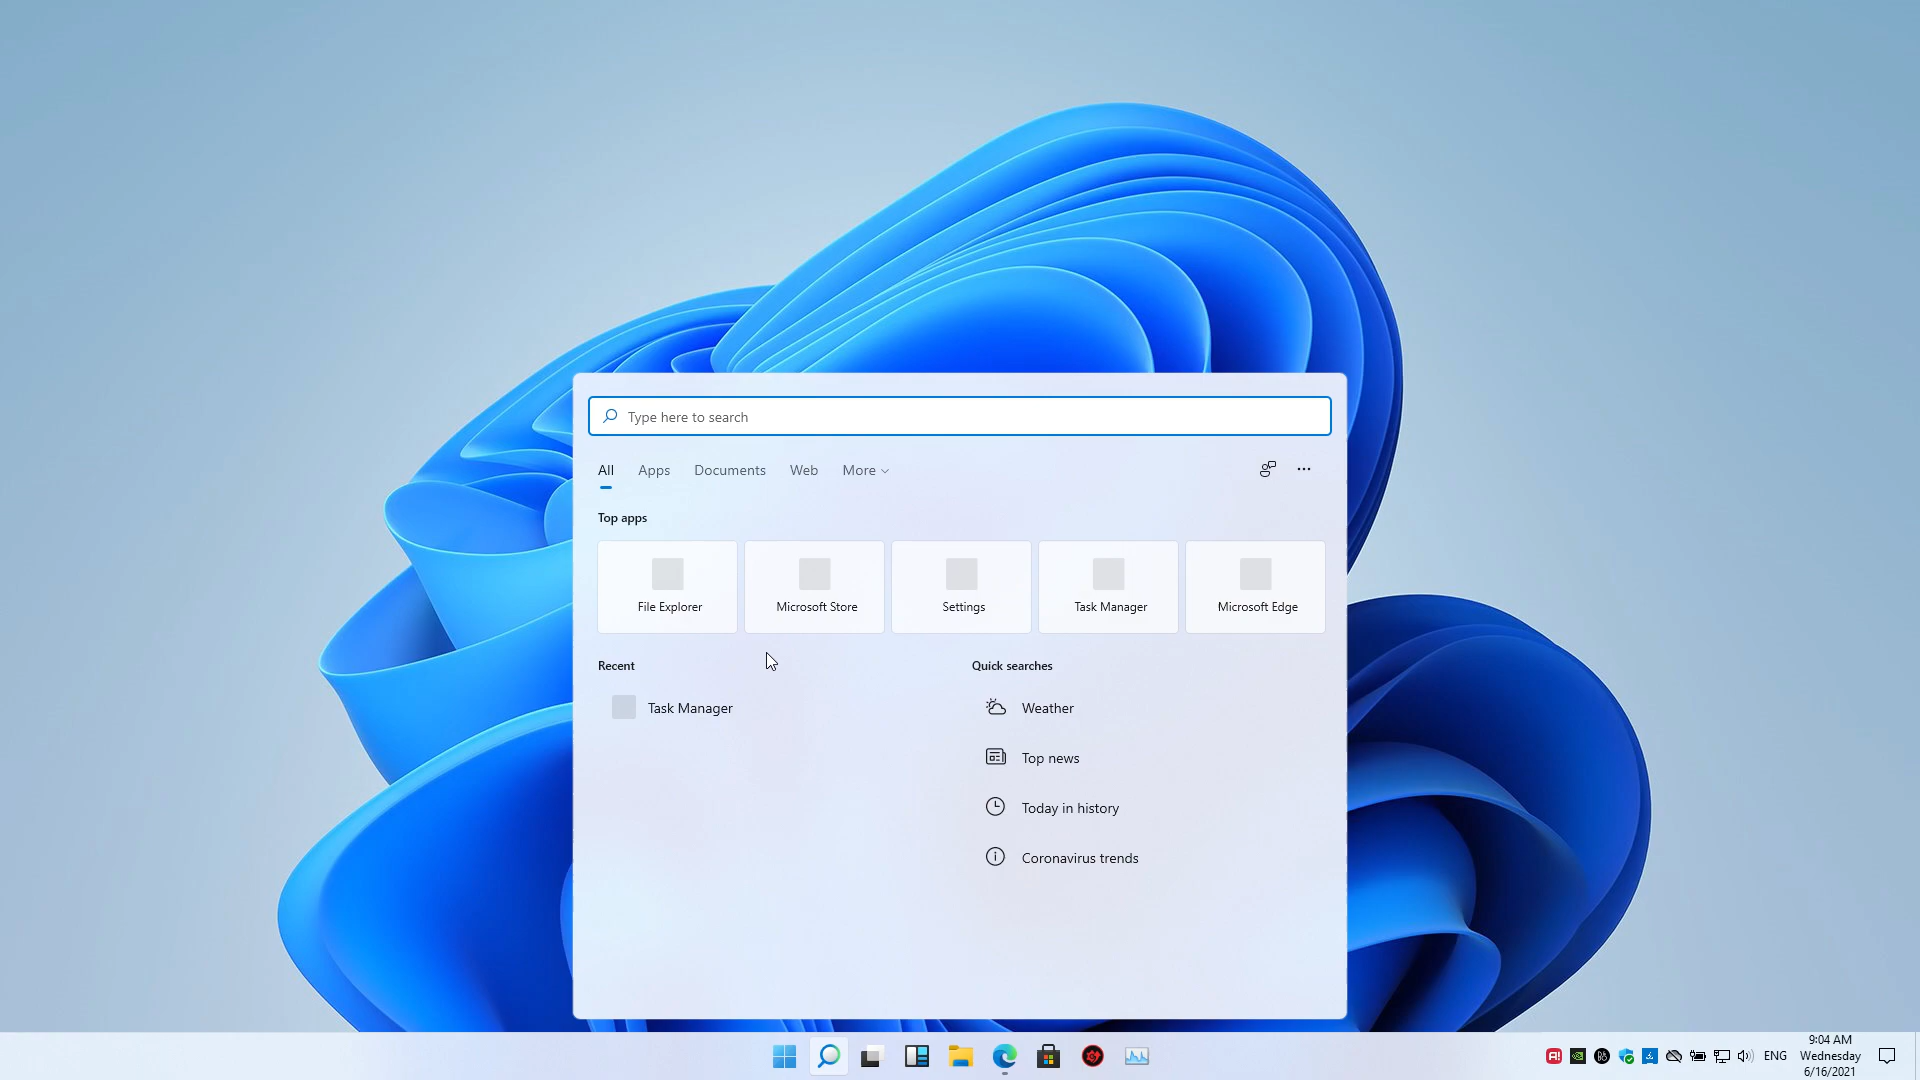 Type here to search
All Apps Documents Web More
Top apps
File Explorer Microsoft Store Settings Task Manager Microsoft Edge
Recent
Task Manager
Quick searches
Weather
Top news
Today in history
Coronavirus trends
ENG
9:04 AM
Wednesday
6/16/2021